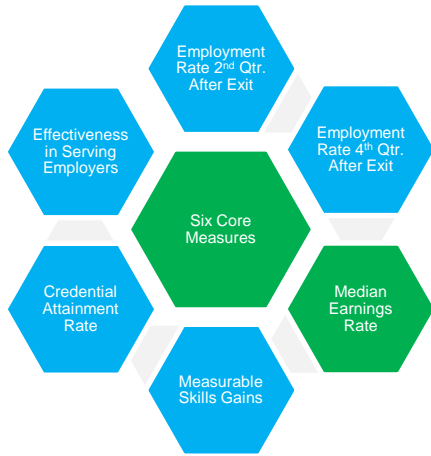 Employment
Rate 2nd Qtr.
After Exit
Effectiveness
in Serving
Employers
Employment
Rate 4th Qtr.
After Exit
Six Core
Measures
Credential
Attainment
Rate
Median
Earnings
Rate
Measurable
Skills Gains